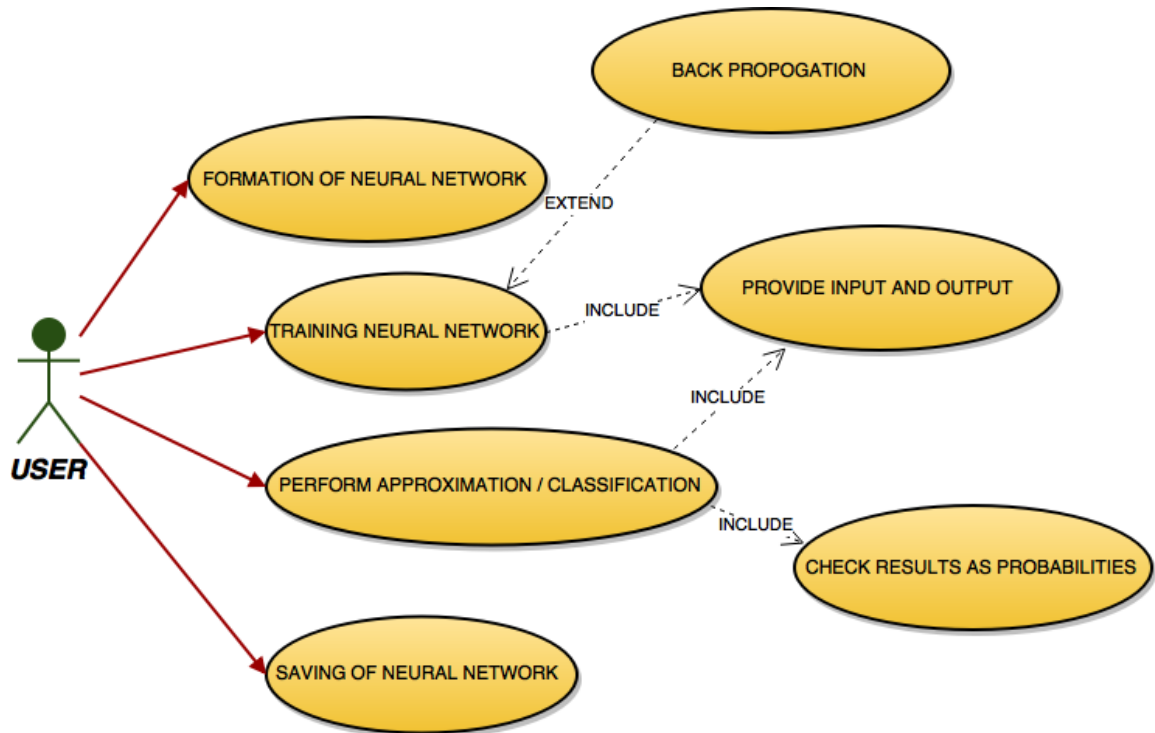 BACK PROPOGATION
FORMATION OF NEURAL NETWORK
EXTEND
PROVIDE INPUT AND OUTPUT
INCLUDE
TRAINING NEURAL NETWORK
INCLUDE
USER
PERFORM APPROXIMATION / CLASSIFICATION
INCLUDE
CHECK RESULTS AS PROBABILITIES
SAVING OF NEURAL NETWORK